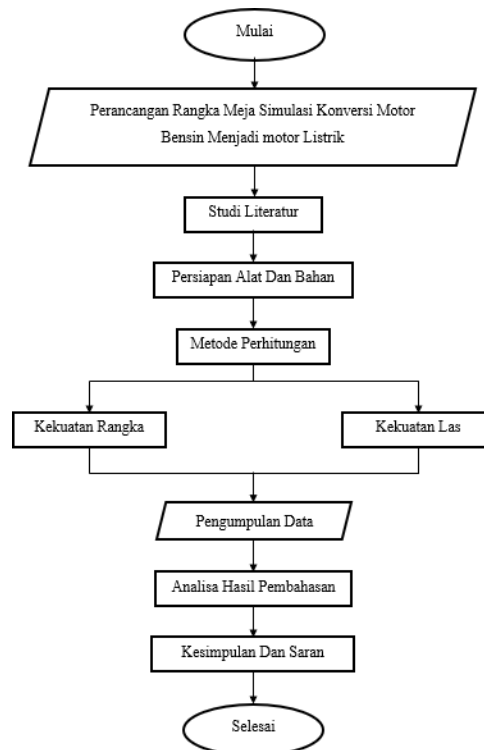 Mulai
Perancangan Rangka Meja Simulasi Konversi Motor
Bensin Menjadi motor Listrik
Studi Literatur
Persiapan Alat Dan Bahan
Metode Perhitungan
Kekuatan Rangka
Kekuatan Las
Pengumpulan Data
Analisa Hasil Pembahasan
Kesimpulan Dan Saran
Selesai